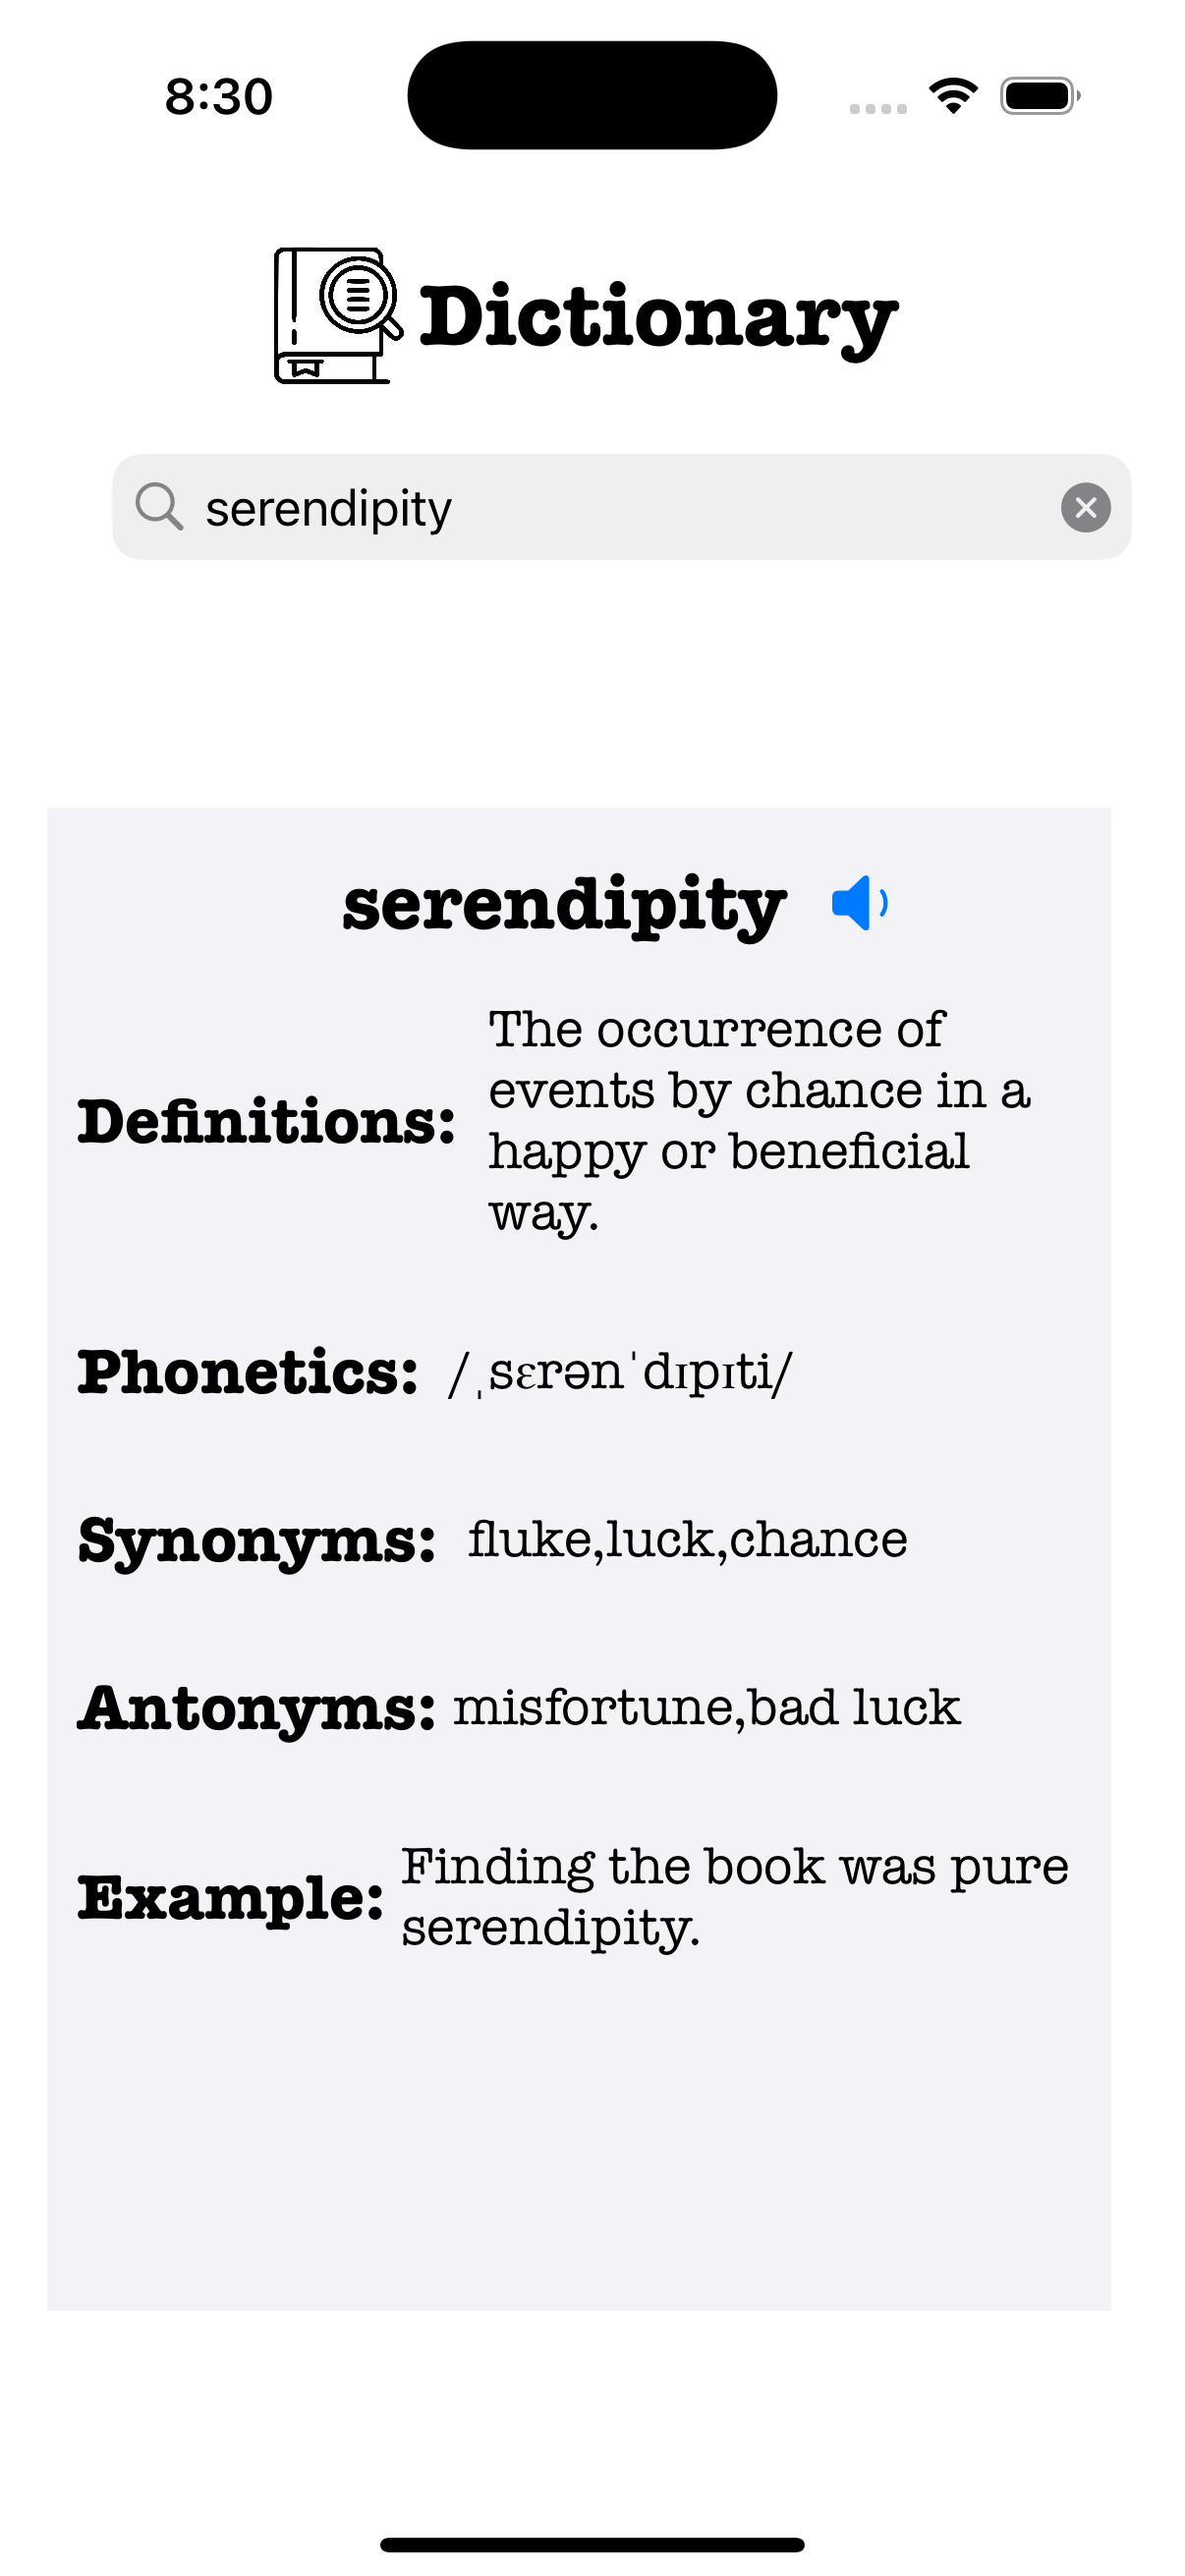 8:30
Dictionary
serendipity
serendipity
Definitions: The occurrence of
events by chance in a
happy or beneficial
way.
Phonetics: /ˌsɛrənˈdɪpɪti/
Synonyms: fluke,luck,chance
Antonyms: misfortune,bad luck
Example: Finding the book was pure
serendipity.